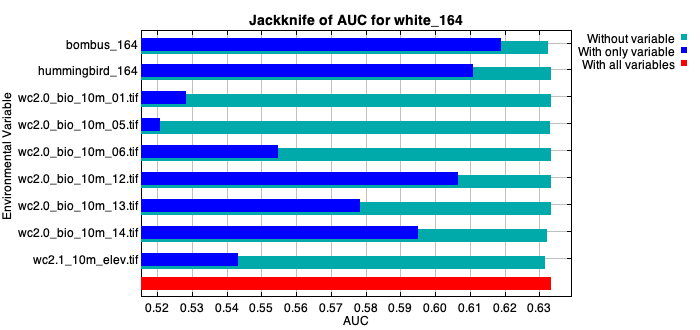 Jackknife of AUC for white_164
Without variable
With only variable
With all variables
Environmental Variable
bombus_164
hummingbird_164
wc2.0_bio_10m_01.tif
wc2.0_bio_10m_05.tif
wc2.0_bio_10m_06.tif
wc2.0_bio_10m_12.tif
wc2.0_bio_10m_13.tif
wc2.0_bio_10m_14.tif
wc2.1_10m_elev.tif
0.52 0.53 0.54 0.55 0.56 0.57 0.58 0.59 0.60 0.61 0.62 0.63
AUC